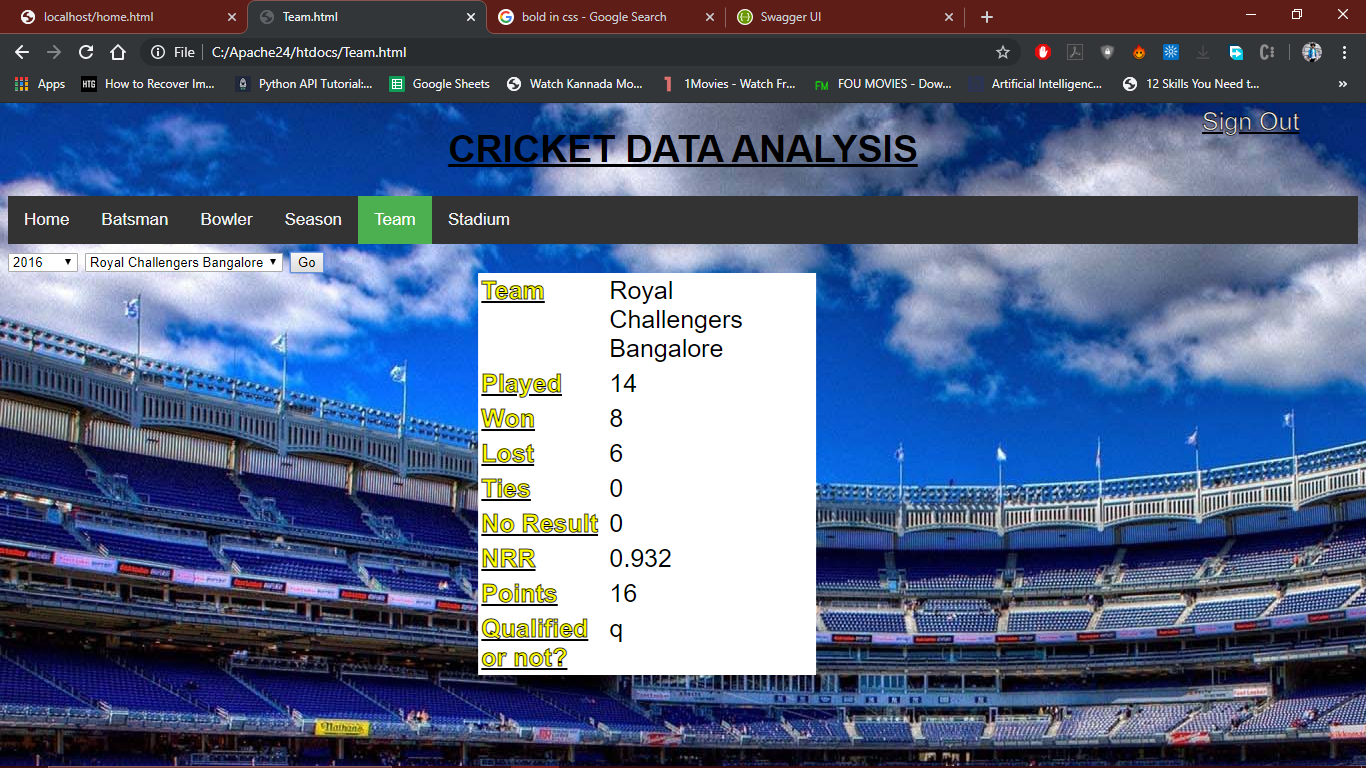 localhost/home.html
Team.html
bold in css - Google Search
Swagger UI
File
C:/Apache24/htdocs/Team.html
Apps
HTG
How to Recover Im...
Python API Tutorial:...
Google Sheets
Watch Kannada Mo...
1Movies - Watch Fr...
FM
FOU MOVIES - Dow...
Artificial Intelligenc...
12 Skills You Need t...
Sign Out
CRICKET DATA ANALYSIS
Home Batsman Bowler Season Team Stadium
2016 Royal Challengers Bangalore Go
Team Royal
Challengers
Bangalore
Played 14
Won 8
Lost 6
Ties 0
No Result 0
NRR 0.932
Points 16
Qualified q
or not?
Nathan's